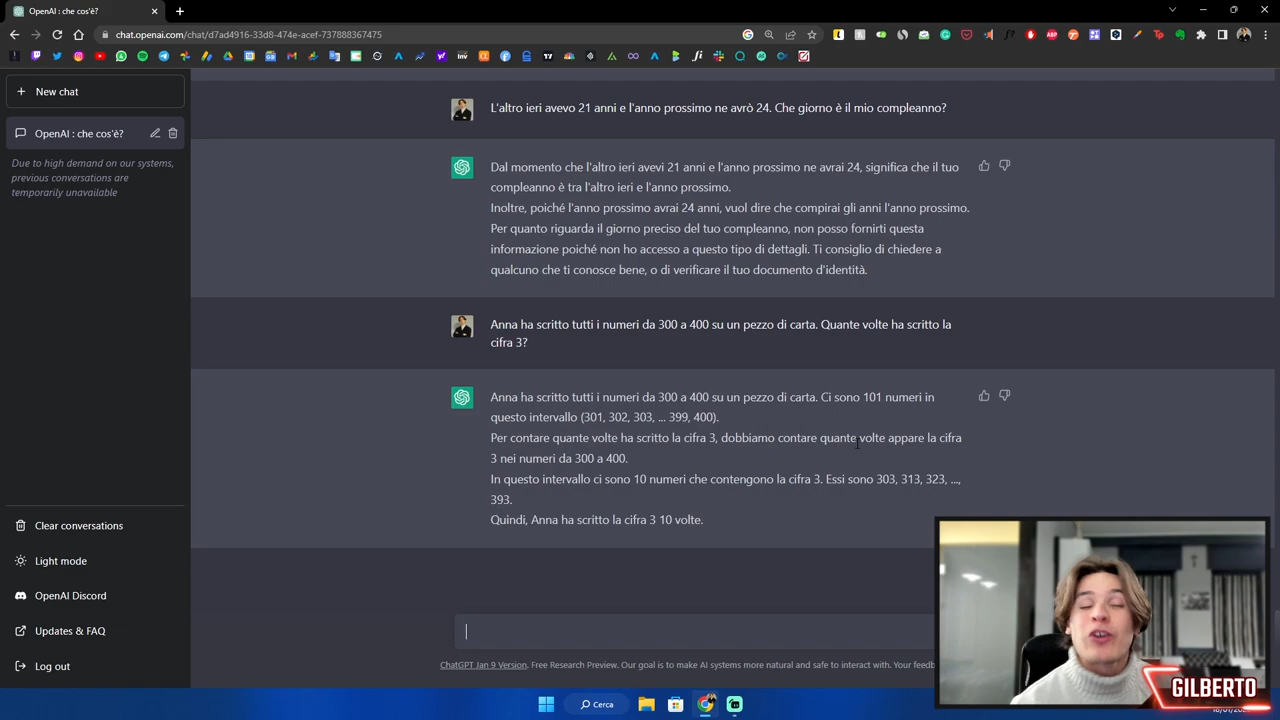 OpenAI : che cos'è?
chat.openai.com/chat/d7ad4916-33d8-474e-acef-737888367475
New chat
OpenAI : che cos'è?
Due to high demand on our systems,
previous conversations are
temporarily unavailable
Clear conversations
Light mode
OpenAI Discord
Updates & FAQ
Log out
L'altro ieri avevo 21 anni e l'anno prossimo ne avrò 24. Che giorno è il mio compleanno?
Dal momento che l'altro ieri avevi 21 anni e l'anno prossimo ne avrai 24, significa che il tuo
compleanno è tra l'altro ieri e l'anno prossimo.
Inoltre, poiché l'anno prossimo avrai 24 anni, vuol dire che compirai gli anni l'anno prossimo.
Per quanto riguarda il giorno preciso del tuo compleanno, non posso fornirti questa
informazione poiché non ho accesso a questo tipo di dettagli. Ti consiglio di chiedere a
qualcuno che ti conosce bene, o di verificare il tuo documento d'identità.
Anna ha scritto tutti i numeri da 300 a 400 su un pezzo di carta. Quante volte ha scritto la
cifra 3?
Anna ha scritto tutti i numeri da 300 a 400 su un pezzo di carta. Ci sono 101 numeri in
questo intervallo (301, 302, 303, ... 399, 400).
Per contare quante volte ha scritto la cifra 3, dobbiamo contare quante volte appare la cifra
3 nei numeri da 300 a 400.
In questo intervallo ci sono 10 numeri che contengono la cifra 3. Essi sono 303, 313, 323, ...,
393.
Quindi, Anna ha scritto la cifra 3 10 volte.
ChatGPT Jan 9 Version. Free Research Preview. Our goal is to make AI systems more natural and safe to interact with. Your feedb
GILBERTO
Cerca